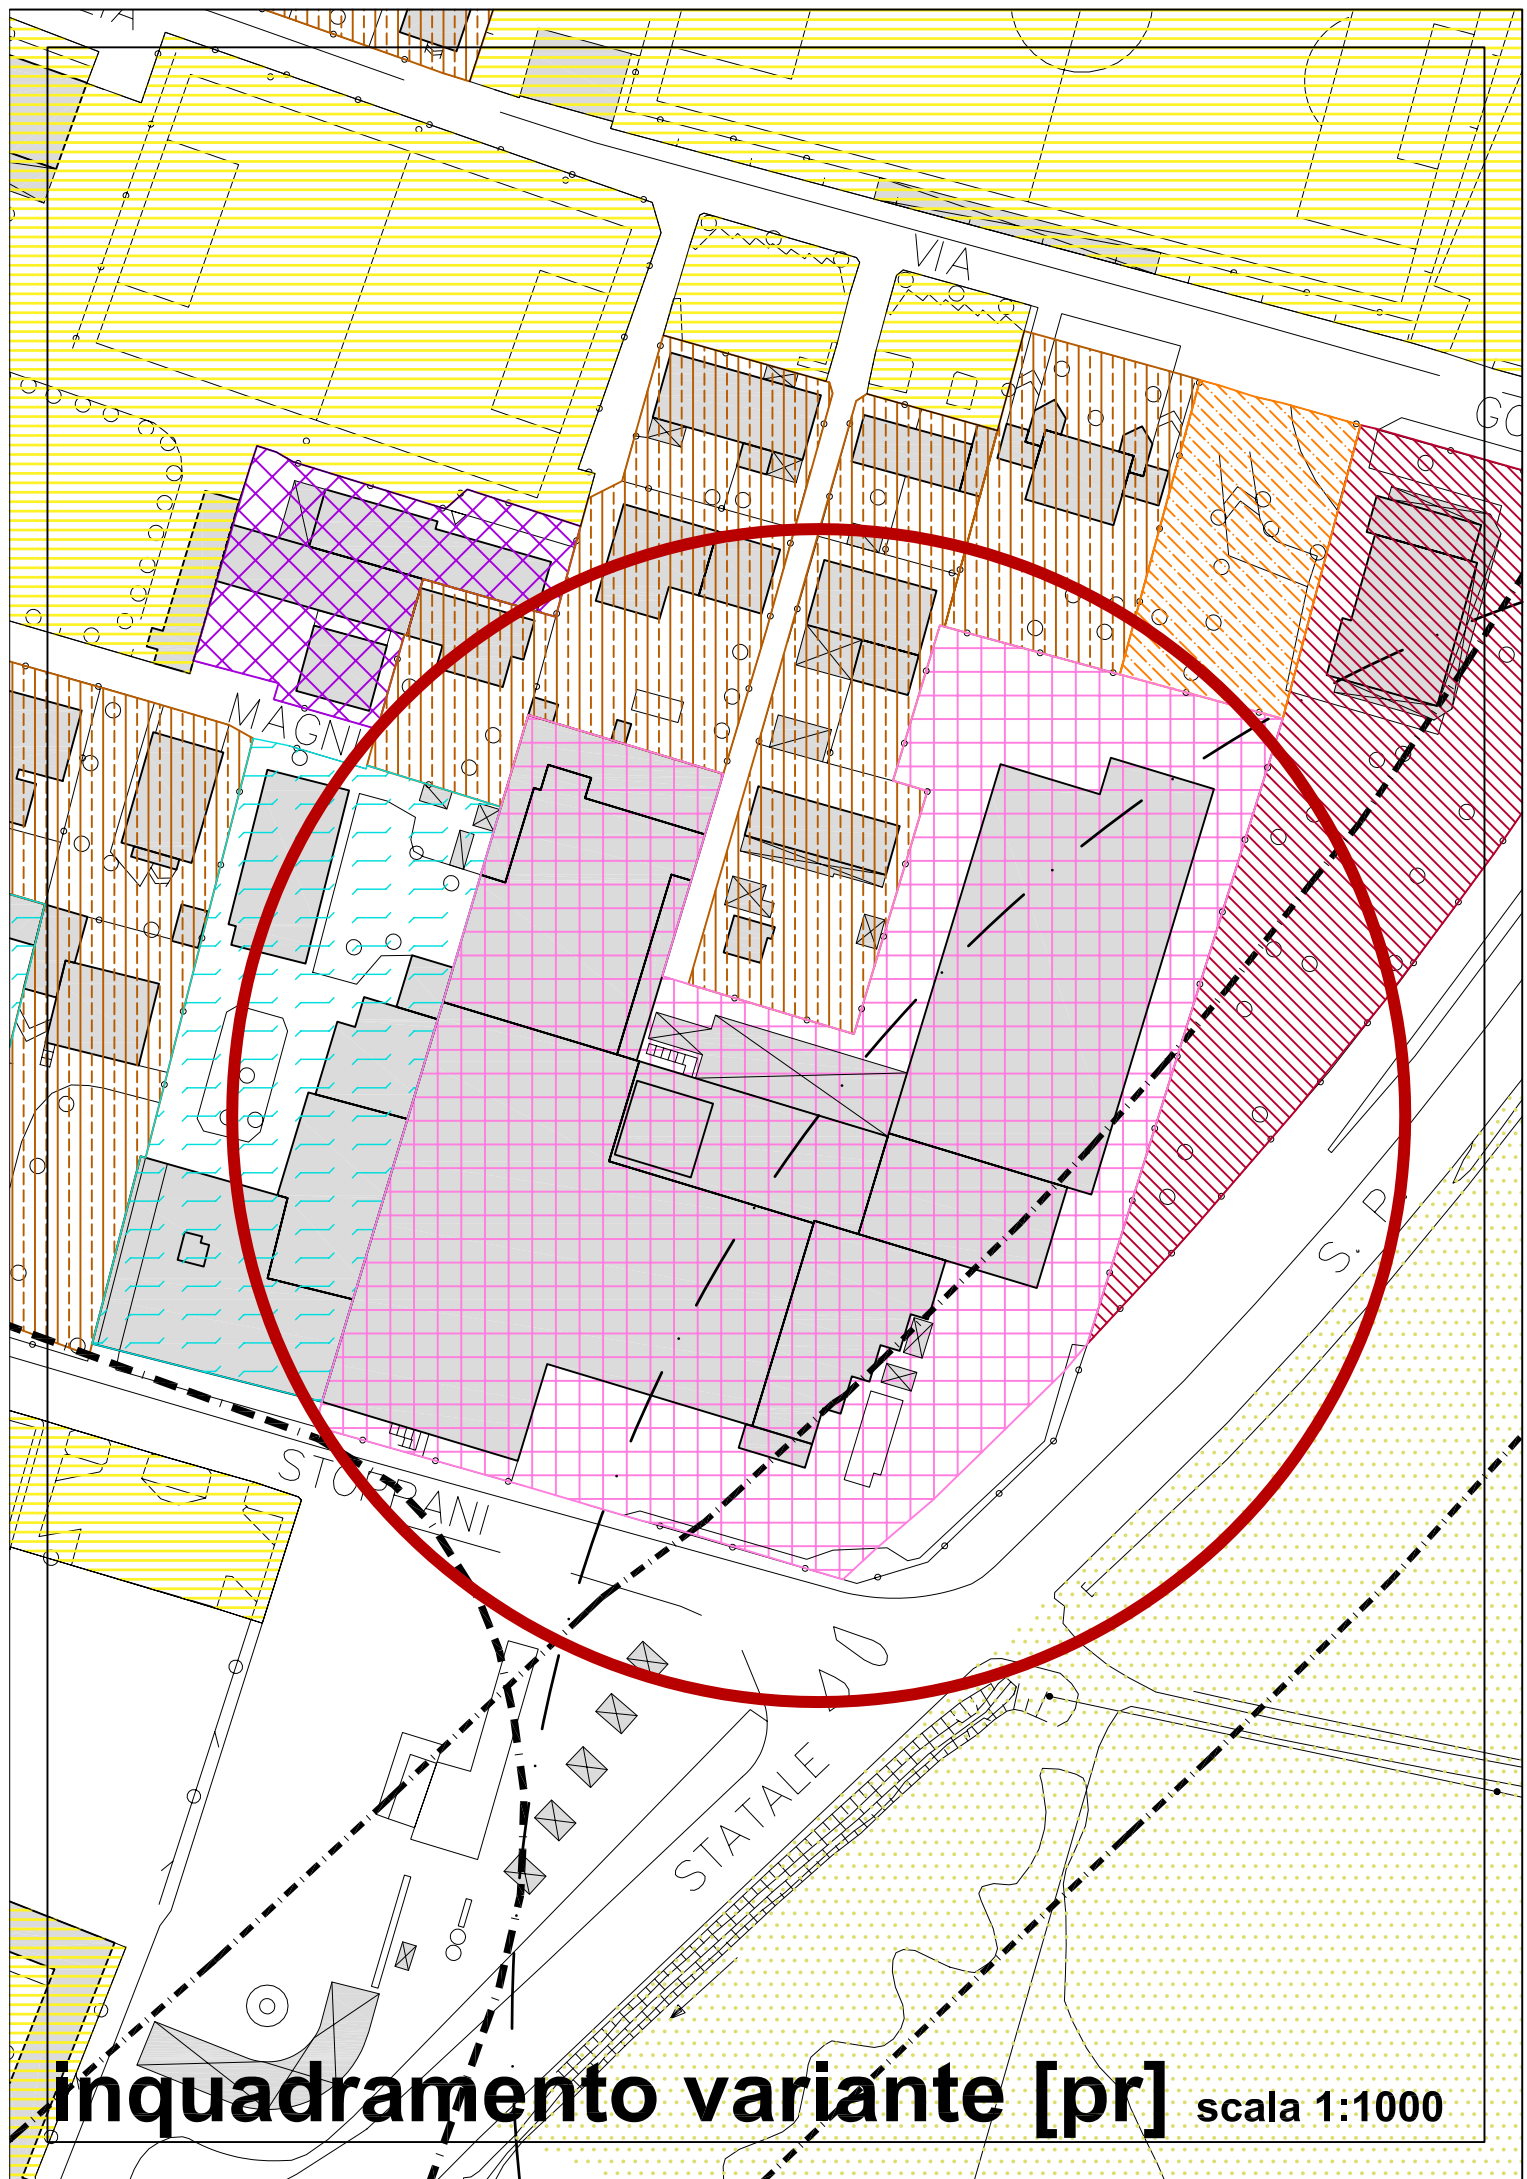 VIA
MAGNI
S. P.
STOPPANI
STATALE
inquadramento variante [pr] scala 1:1000